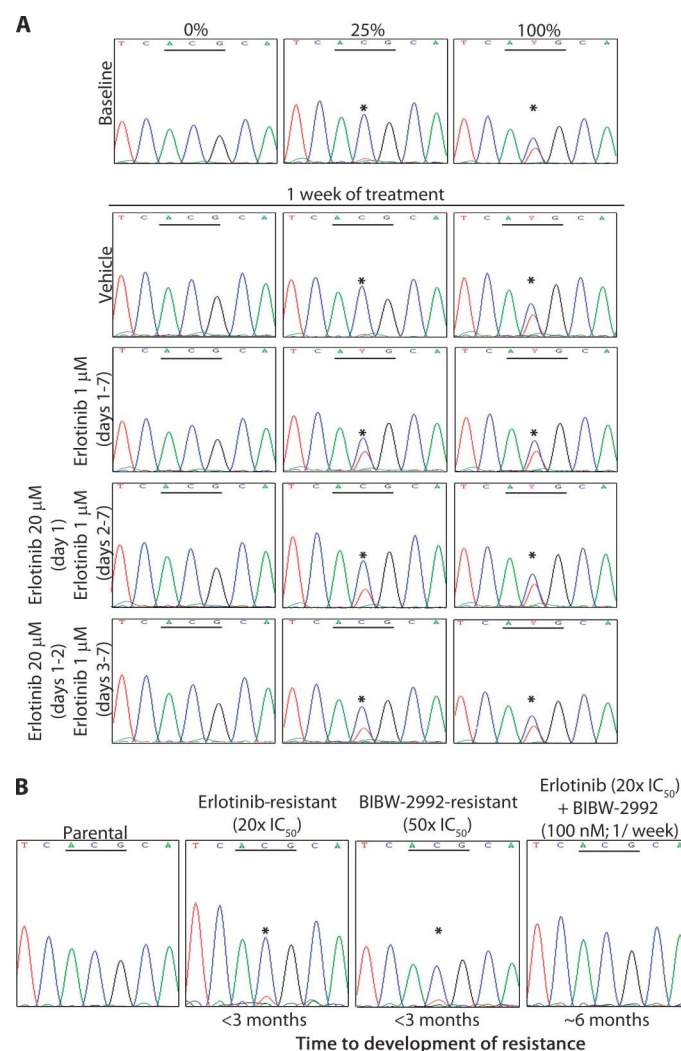 A
0% 25% 100%
T C A C G C A T C A C G C A T C A Y G C A
* *
Baseline
1 week of treatment
T C A C G C A T C A C G C A T C A Y G C A
* *
Vehicle
T C A C G C A T C A Y G C A T C A Y G C A
* *
Erlotinib 1 µM
(days 1-7)
T C A C G C A T C A C G C A T C A Y G C A
* *
Erlotinib 20 µM
(day 1)
Erlotinib 1 µM
(days 2-7)
T C A C G C A T C A C G C A T C A Y G C A
* *
Erlotinib 20 µM
(days 1-2)
Erlotinib 1 µM
(days 3-7)
B
Parental
Erlotinib-resistant
(20x IC50)
BIBW-2992-resistant
(50x IC50)
Erlotinib (20x IC50)
+ BIBW-2992
(100 nM; 1/ week)
T C A C G C A T C A C G C A T C A C G C A T C A C G C A
* *
<3 months <3 months ~6 months
Time to development of resistance